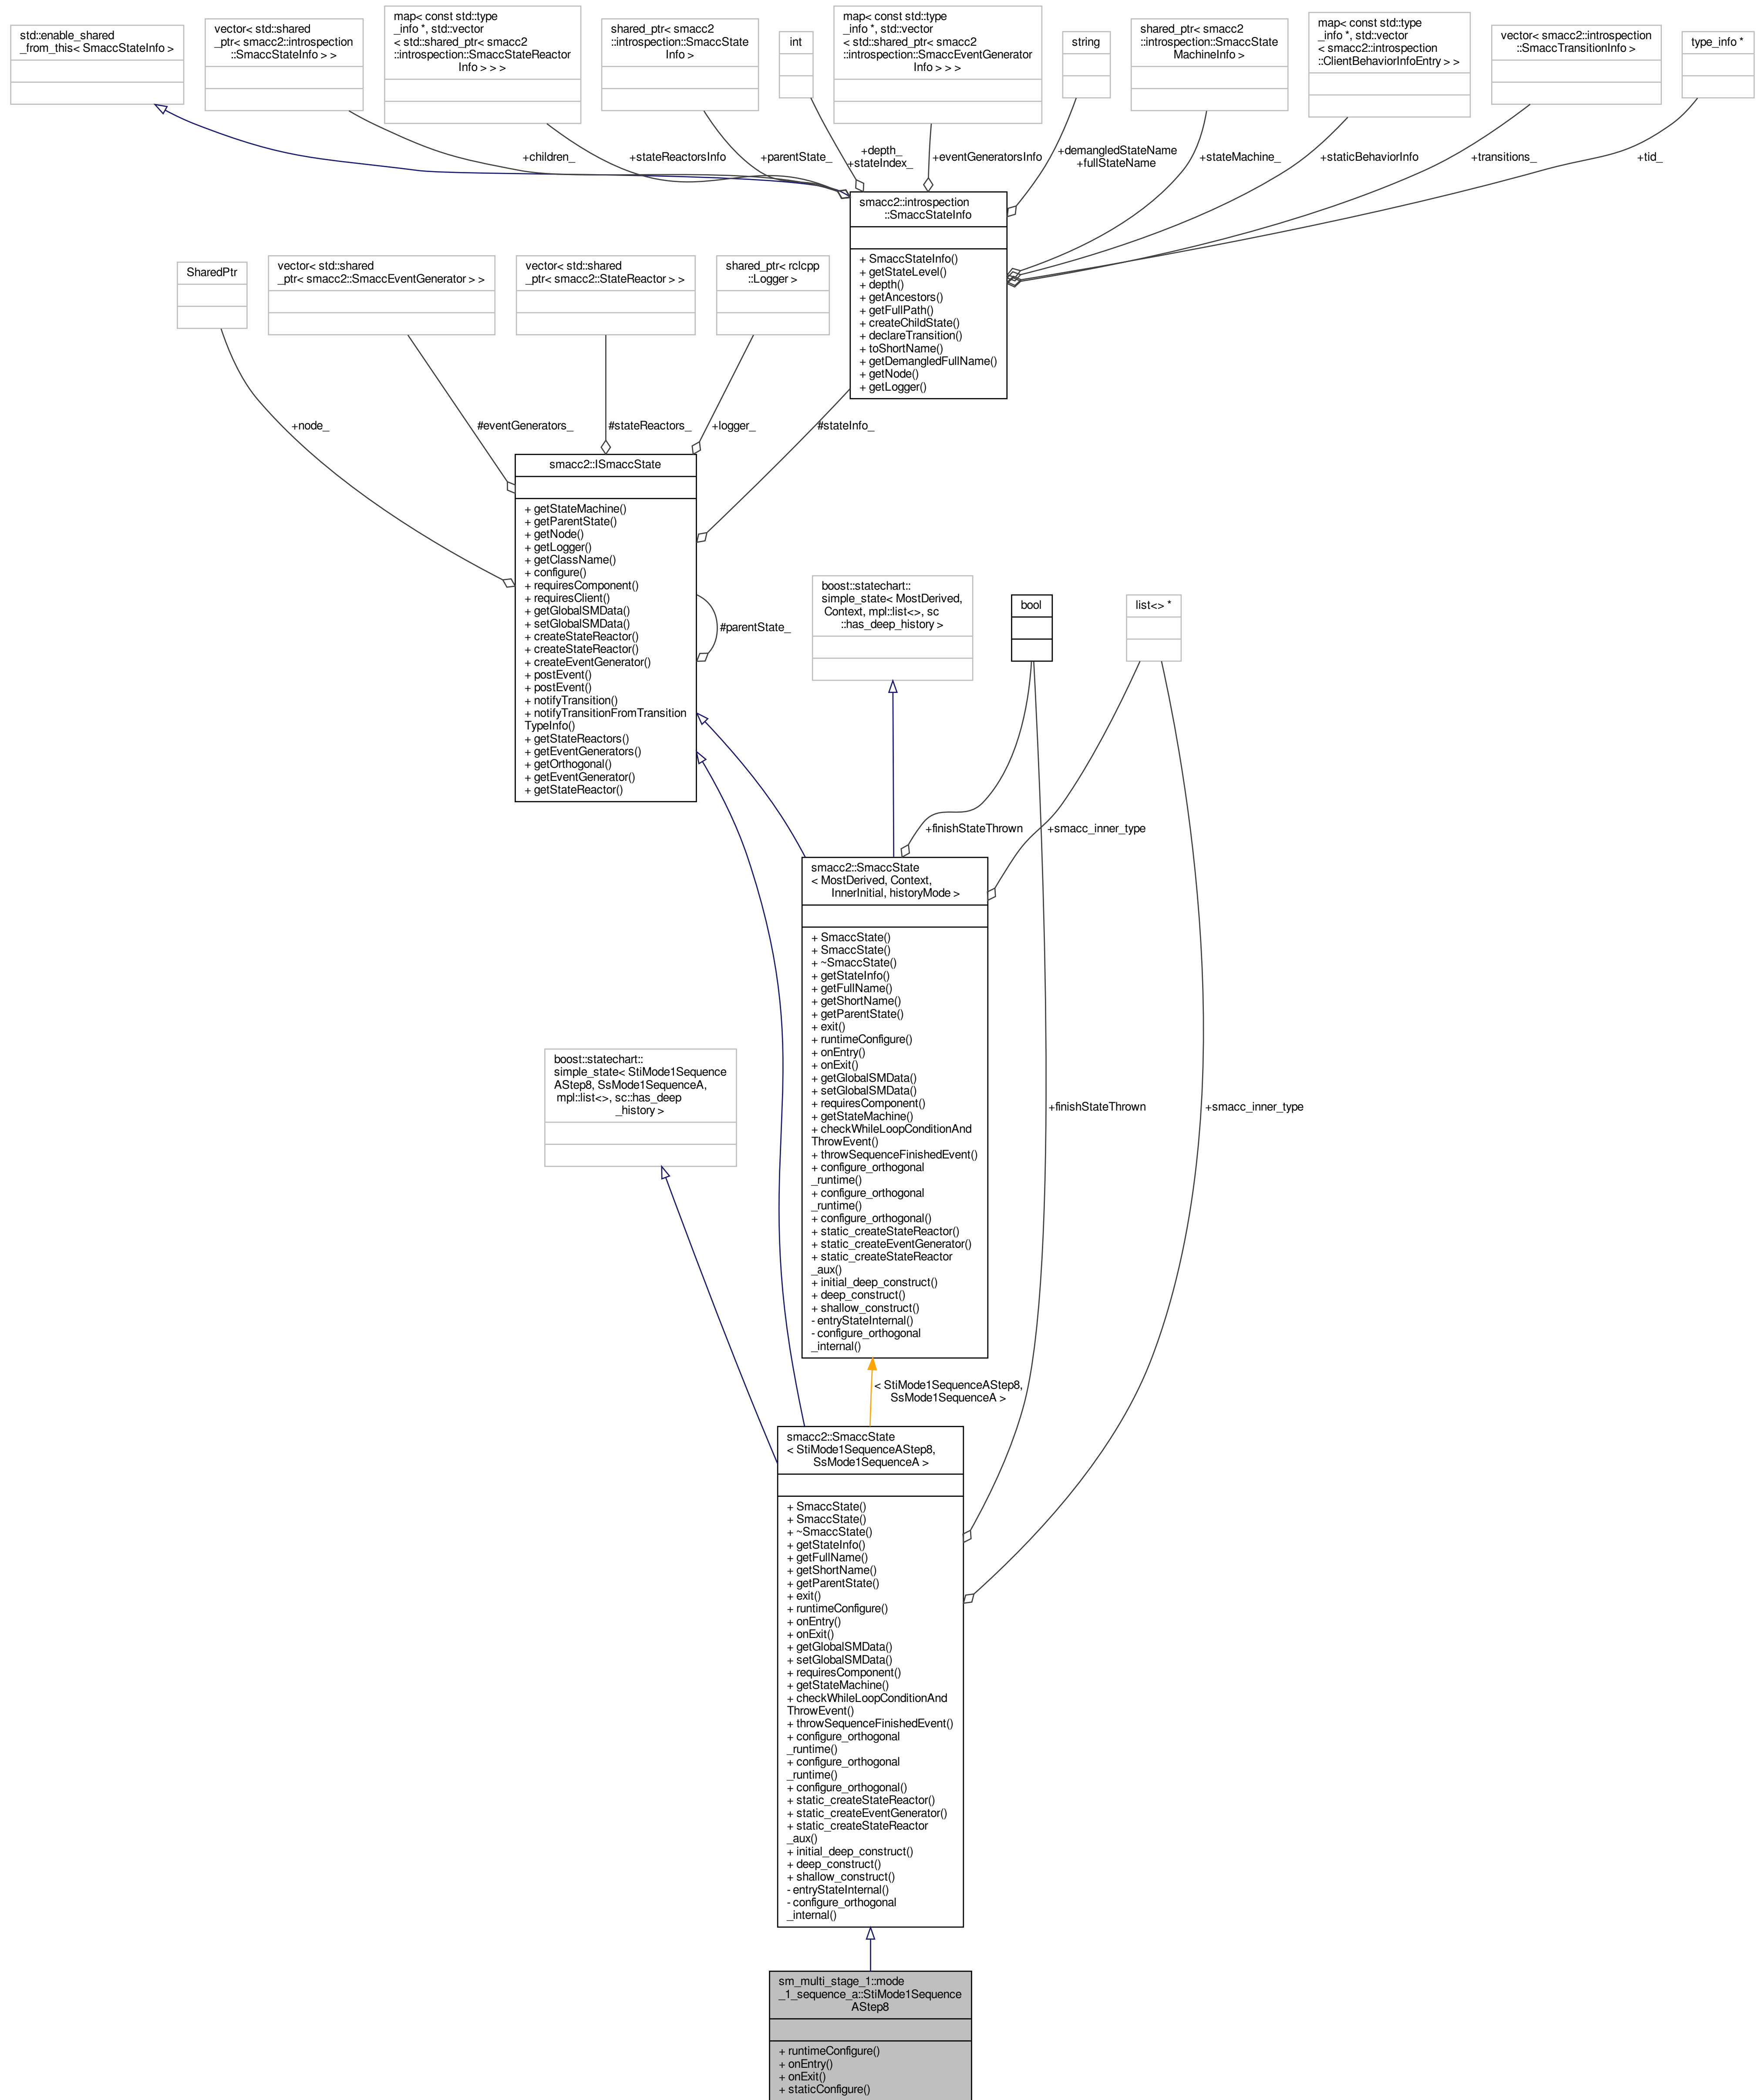 std::enable_shared
_from_this< SmaccStateInfo >
vector< std::shared
_ptr< smacc2::introspection
::SmaccStateInfo > >
map< const std::type
_info *, std::vector
< std::shared_ptr< smacc2
::introspection::SmaccStateReactor
Info > > >
shared_ptr< smacc2
::introspection::SmaccState
Info >
int
map< const std::type
_info *, std::vector
< std::shared_ptr< smacc2
::introspection::SmaccEventGenerator
Info > > >
string
shared_ptr< smacc2
::introspection::SmaccState
MachineInfo >
map< const std::type
_info *, std::vector
< smacc2::introspection
::ClientBehaviorInfoEntry > >
vector< smacc2::introspection
::SmaccTransitionInfo >
type_info *
+children_
+stateReactorsInfo
+parentState_
+depth_
+stateIndex_
+eventGeneratorsInfo
+demangledStateName
+fullStateName
+stateMachine_
+staticBehaviorInfo
+transitions_
+tid_
smacc2::introspection
::SmaccStateInfo
+ SmaccStateInfo()
+ getStateLevel()
+ depth()
+ getAncestors()
+ getFullPath()
+ createChildState()
+ declareTransition()
+ toShortName()
+ getDemangledFullName()
+ getNode()
+ getLogger()
SharedPtr
vector< std::shared
_ptr< smacc2::SmaccEventGenerator > >
vector< std::shared
_ptr< smacc2::StateReactor > >
shared_ptr< rclcpp
::Logger >
+node_
#eventGenerators_
#stateReactors_
+logger_
#stateInfo_
smacc2::ISmaccState
+ getStateMachine()
+ getParentState()
+ getNode()
+ getLogger()
+ getClassName()
+ configure()
+ requiresComponent()
+ requiresClient()
+ getGlobalSMData()
+ setGlobalSMData()
+ createStateReactor()
+ createStateReactor()
+ createEventGenerator()
+ postEvent()
+ postEvent()
+ notifyTransition()
+ notifyTransitionFromTransition
TypeInfo()
+ getStateReactors()
+ getEventGenerators()
+ getOrthogonal()
+ getEventGenerator()
+ getStateReactor()
#parentState_
boost::statechart::
simple_state< MostDerived,
Context, mpl::list<>, sc
::has_deep_history >
bool
list<> *
+finishStateThrown
+smacc_inner_type
smacc2::SmaccState
< MostDerived, Context,
InnerInitial, historyMode >
+ SmaccState()
+ SmaccState()
+ ~SmaccState()
+ getStateInfo()
+ getFullName()
+ getShortName()
+ getParentState()
+ exit()
+ runtimeConfigure()
+ onEntry()
+ onExit()
+ getGlobalSMData()
+ setGlobalSMData()
+ requiresComponent()
+ getStateMachine()
+ checkWhileLoopConditionAnd
ThrowEvent()
+ throwSequenceFinishedEvent()
+ configure_orthogonal
_runtime()
+ configure_orthogonal
_runtime()
+ configure_orthogonal()
+ static_createStateReactor()
+ static_createEventGenerator()
+ static_createStateReactor
_aux()
+ initial_deep_construct()
+ deep_construct()
+ shallow_construct()
- entryStateInternal()
- configure_orthogonal
_internal()
boost::statechart::
simple_state< StiMode1Sequence
AStep8, SsMode1SequenceA,
mpl::list<>, sc::has_deep
_history >
+finishStateThrown
+smacc_inner_type
< StiMode1SequenceAStep8,
SsMode1SequenceA >
smacc2::SmaccState
< StiMode1SequenceAStep8,
SsMode1SequenceA >
+ SmaccState()
+ SmaccState()
+ ~SmaccState()
+ getStateInfo()
+ getFullName()
+ getShortName()
+ getParentState()
+ exit()
+ runtimeConfigure()
+ onEntry()
+ onExit()
+ getGlobalSMData()
+ setGlobalSMData()
+ requiresComponent()
+ getStateMachine()
+ checkWhileLoopConditionAnd
ThrowEvent()
+ throwSequenceFinishedEvent()
+ configure_orthogonal
_runtime()
+ configure_orthogonal
_runtime()
+ configure_orthogonal()
+ static_createStateReactor()
+ static_createEventGenerator()
+ static_createStateReactor
_aux()
+ initial_deep_construct()
+ deep_construct()
+ shallow_construct()
- entryStateInternal()
- configure_orthogonal
_internal()
sm_multi_stage_1::mode
_1_sequence_a::StiMode1Sequence
AStep8
+ runtimeConfigure()
+ onEntry()
+ onExit()
+ staticConfigure()